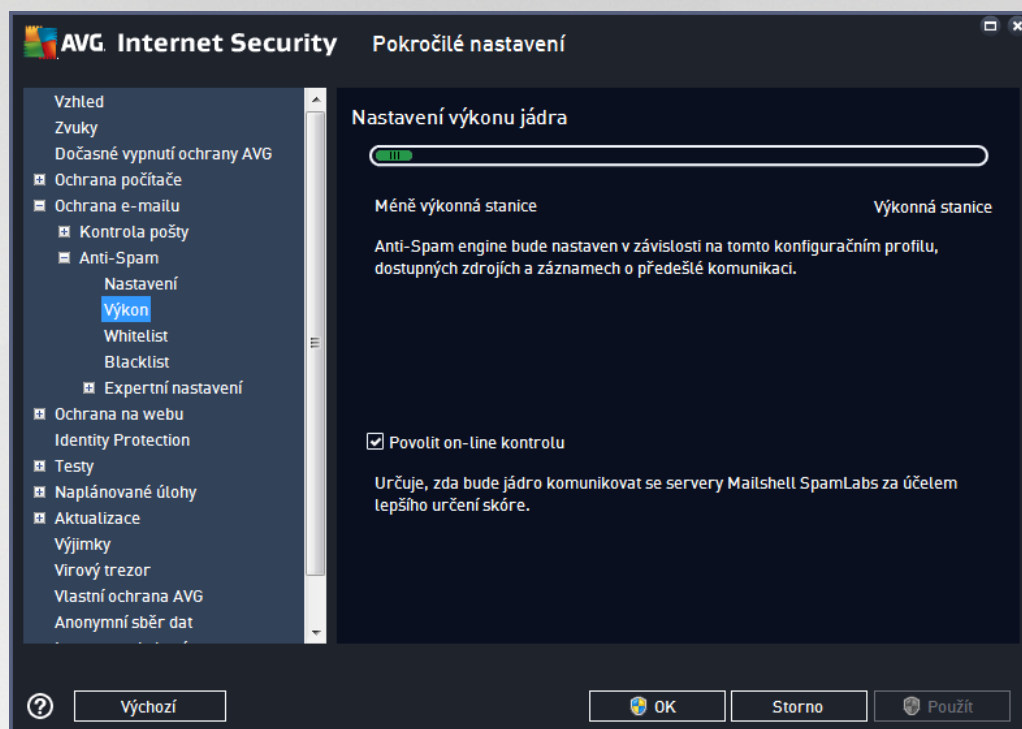 AVG. Internet Security Pokročilé nastavení
Vzhled
Zvuky
Dočasné vypnutí ochrany AVG
Ochrana počítače
Ochrana e-mailu
Kontrola pošty
Anti-Spam
Nastavení
Výkon
Whitelist
Blacklist
Expertní nastavení
Ochrana na webu
Identity Protection
Testy
Naplánované úlohy
Aktualizace
Výjimky
Virový trezor
Vlastní ochrana AVG
Anonymní sběr dat
Nastavení výkonu jádra
Méně výkonná stanice Výkonná stanice
Anti-Spam engine bude nastaven v závislosti na tomto konfiguračním profilu,
dostupných zdrojích a záznamech o předešlé komunikaci.
Povolit on-line kontrolu
Určuje, zda bude jádro komunikovat se servery Mailshell SpamLabs za účelem
lepšího určení skóre.
Výchozí OK Storno Použít